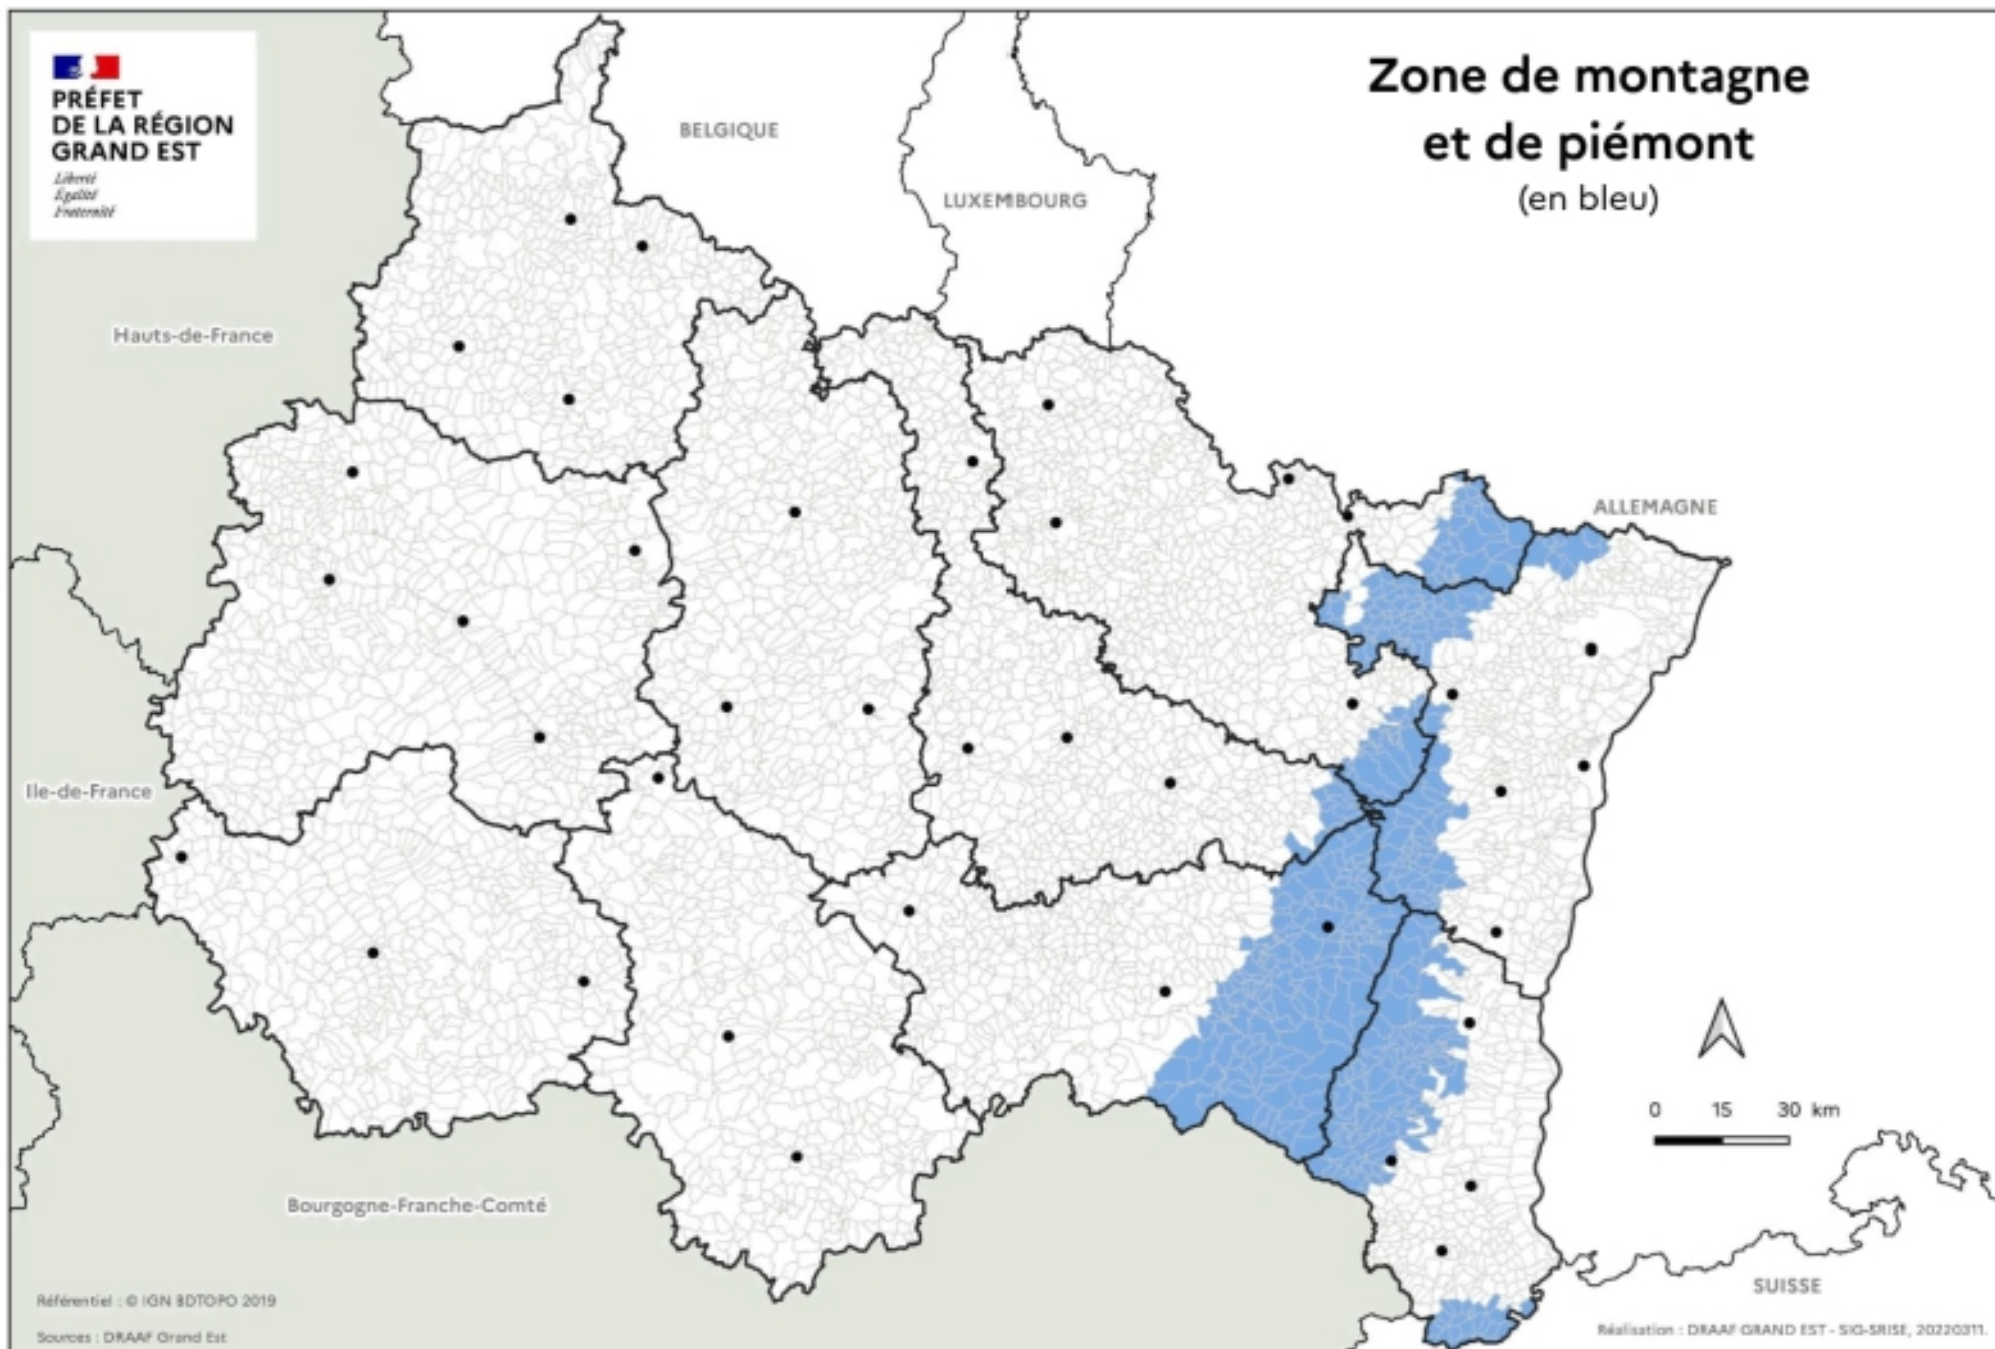 PRÉFET
DE LA RÉGION
GRAND EST
Liberté
Égalité
Fraternité
Zone de montagne
et de piémont
(en bleu)
BELGIQUE
LUXEMBOURG
Hauts-de-France
ALLEMAGNE
Ile-de-France
0 15 30 km
Bourgogne-Franche-Comté
SUISSE
Référentiel : © IGN BDTOPO 2019
Sources : DRAAF Grand Est
Réalisation : DRAAF GRAND EST - SIG-SRISE, 20220311.